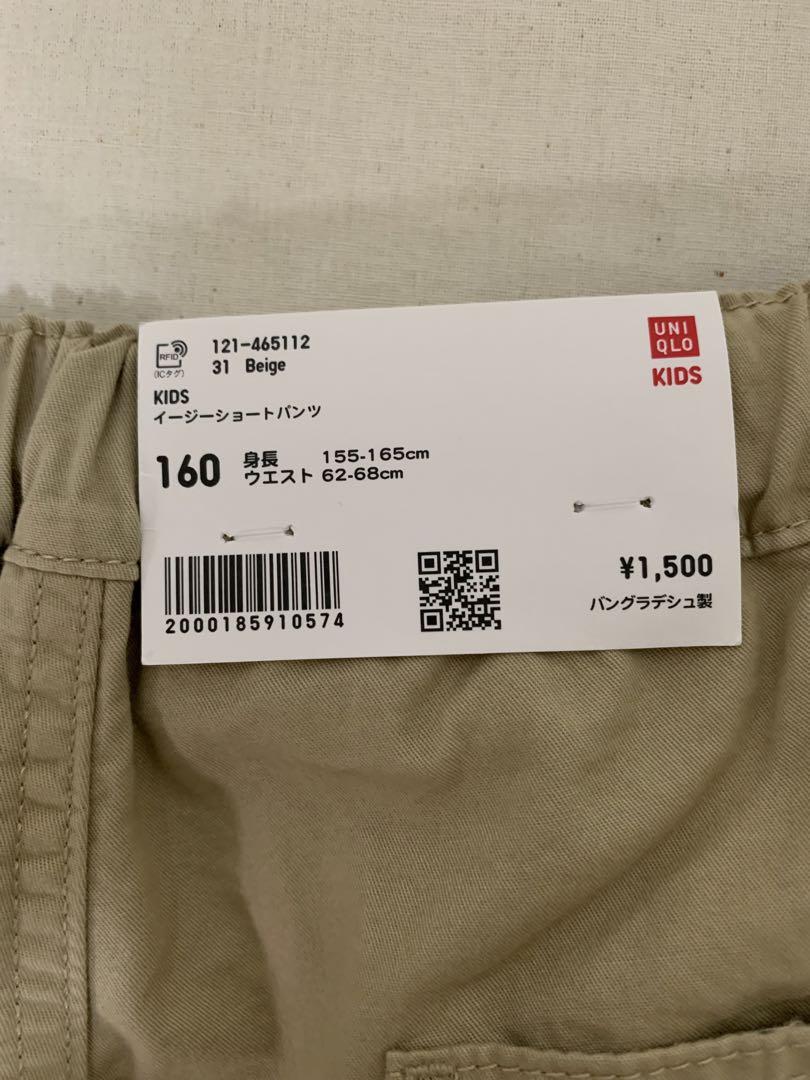 RFID
(ICタグ)
121-465112
31 Beige
KIDS
イージーショートパンツ
160
身長 155-165cm
ウエスト 62-68cm
2000185910574
UNI
QLO
KIDS
¥1,500
バングラデシュ製